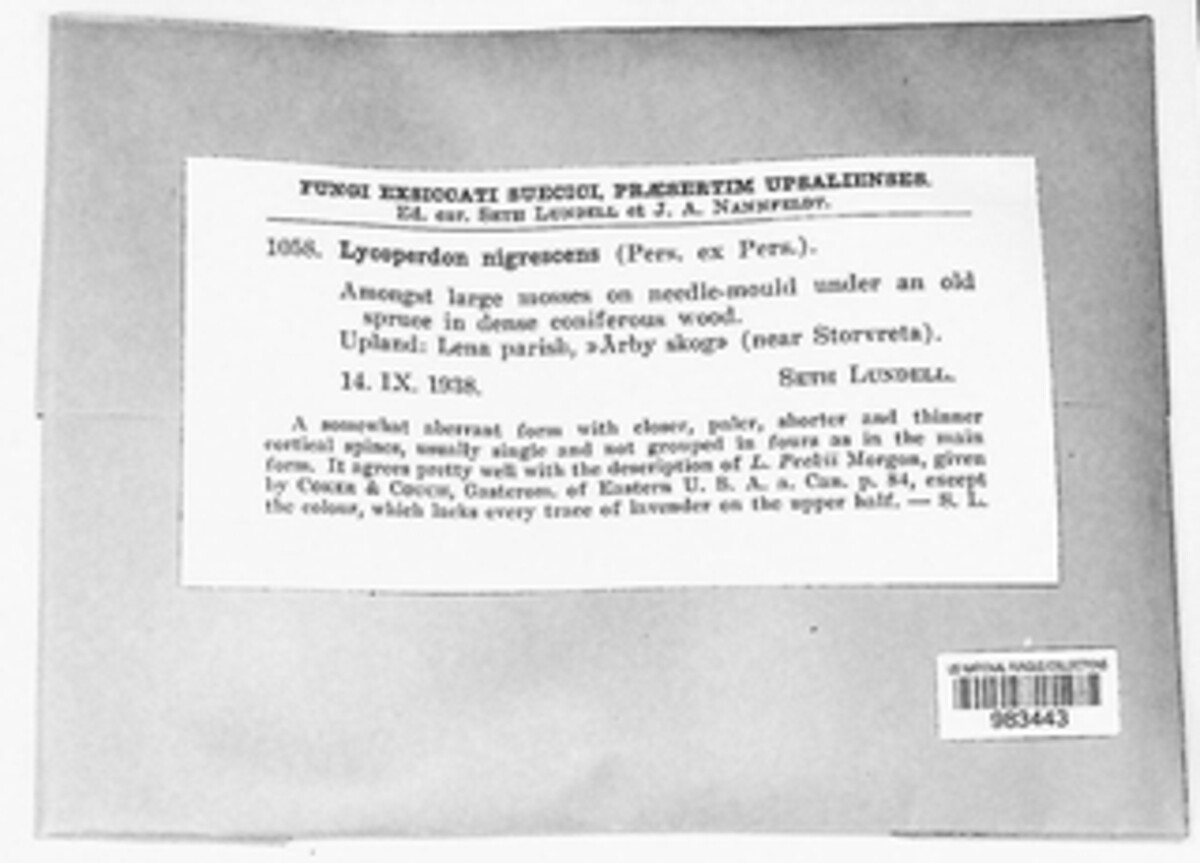 FUNGI EXSICCATI SUECICI, PRÆSERTIM UPSALIENSES.
Ed. cur. SETH LUNDELL et J. A. NANNFELDT.
1058. Lycoperdon nigrescens (Pers. ex Pers.).
Amongst large mosses on needle-mould under an old
spruce in dense coniferous wood.
Upland: Lena parish, »Årby skog» (near Storvreta).
14. IX. 1938. SETH LUNDELL.
A somewhat aberrant form with closer, paler, shorter and thinner
cortical spines, usually single and not grouped in fours as in the main
form. It agrees pretty well with the description of L. Peckii Morgan, given
by COKER & COUCH, Gasterom. of Eastern U. S. A. a. Can. p. 84, except
the colour, which lacks every trace of lavender on the upper half. — S. L.
US NATIONAL FUNGUS COLLECTIONS
983443